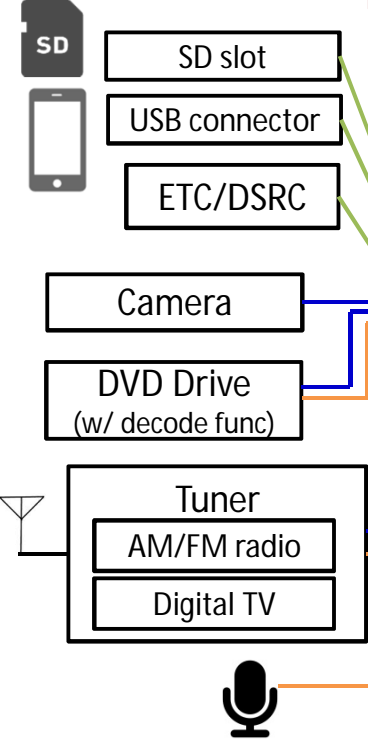 SD
SD slot
USB connector
ETC/DSRC
Camera
DVD Drive
(w/ decode func)
Tuner
AM/FM radio
Digital TV